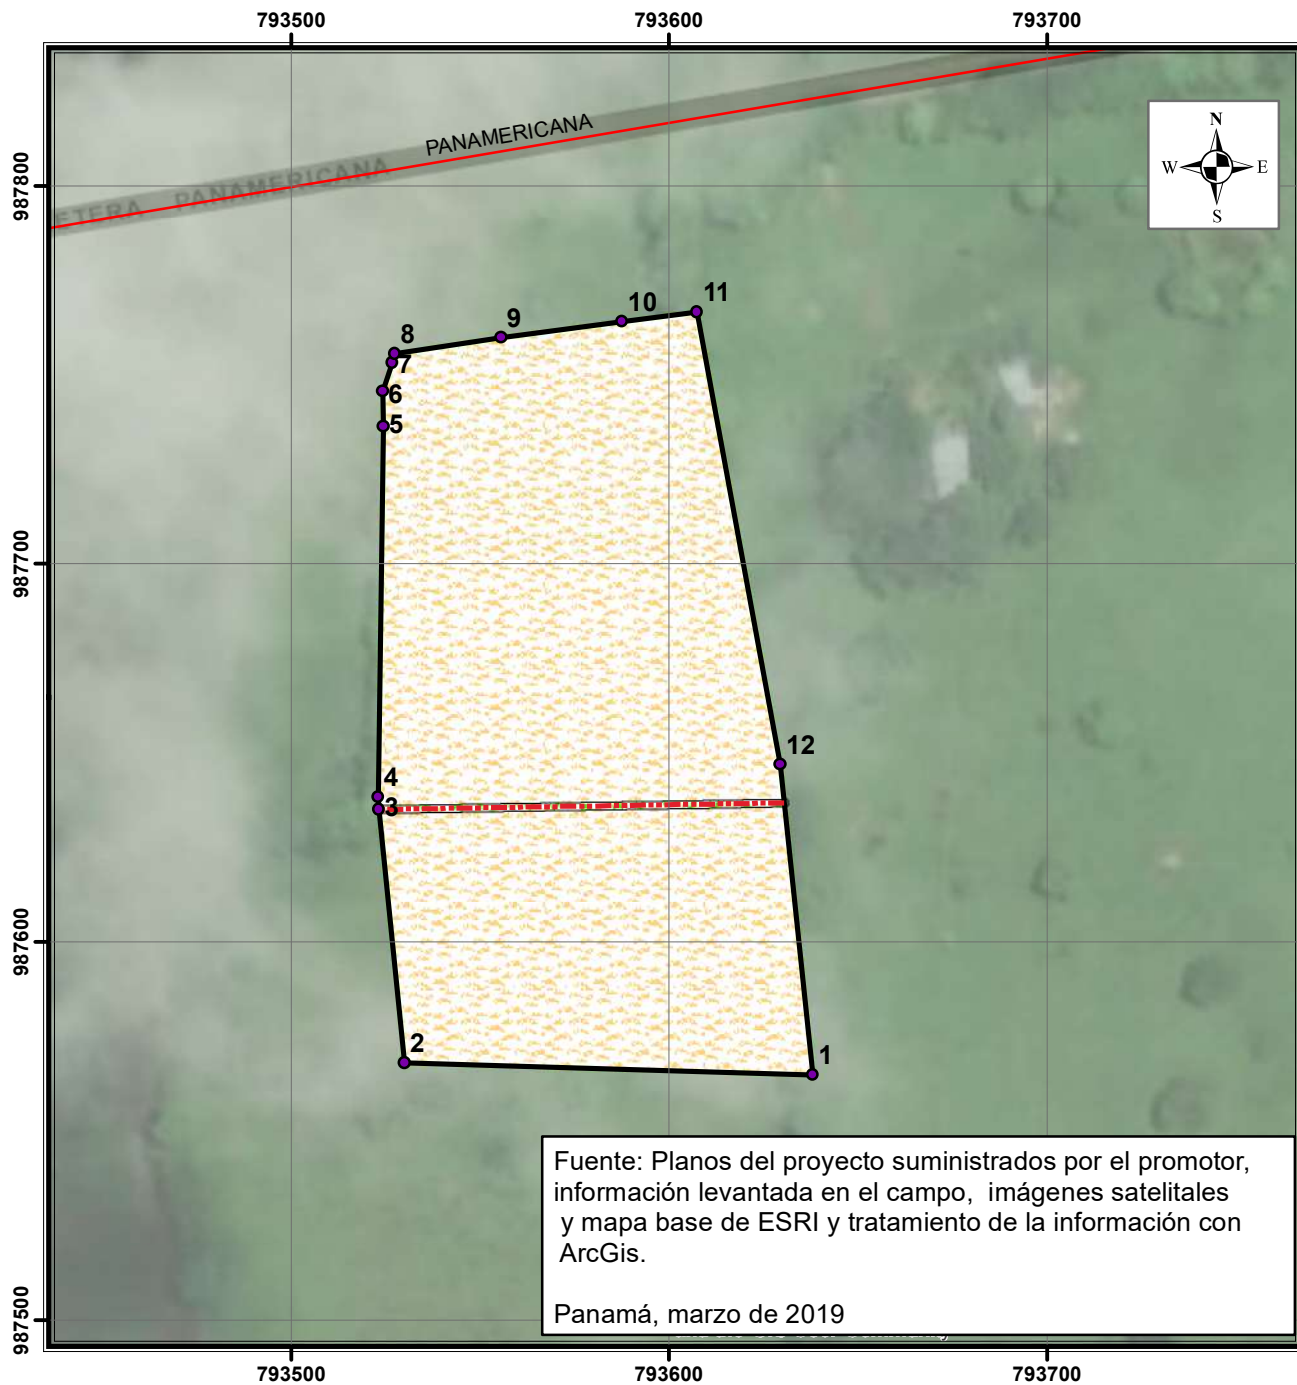 793500
793600
793700
PANAMERICANA
ETERA PANAMERICANA
N
W E
S
987800
987700
987600
987500
11
10
9
8
7
6
5
12
4
3
2
1
Fuente: Planos del proyecto suministrados por el promotor,
información levantada en el campo, imágenes satelitales
y mapa base de ESRI y tratamiento de la información con
ArcGis.
Panamá, marzo de 2019
793500
793600
793700